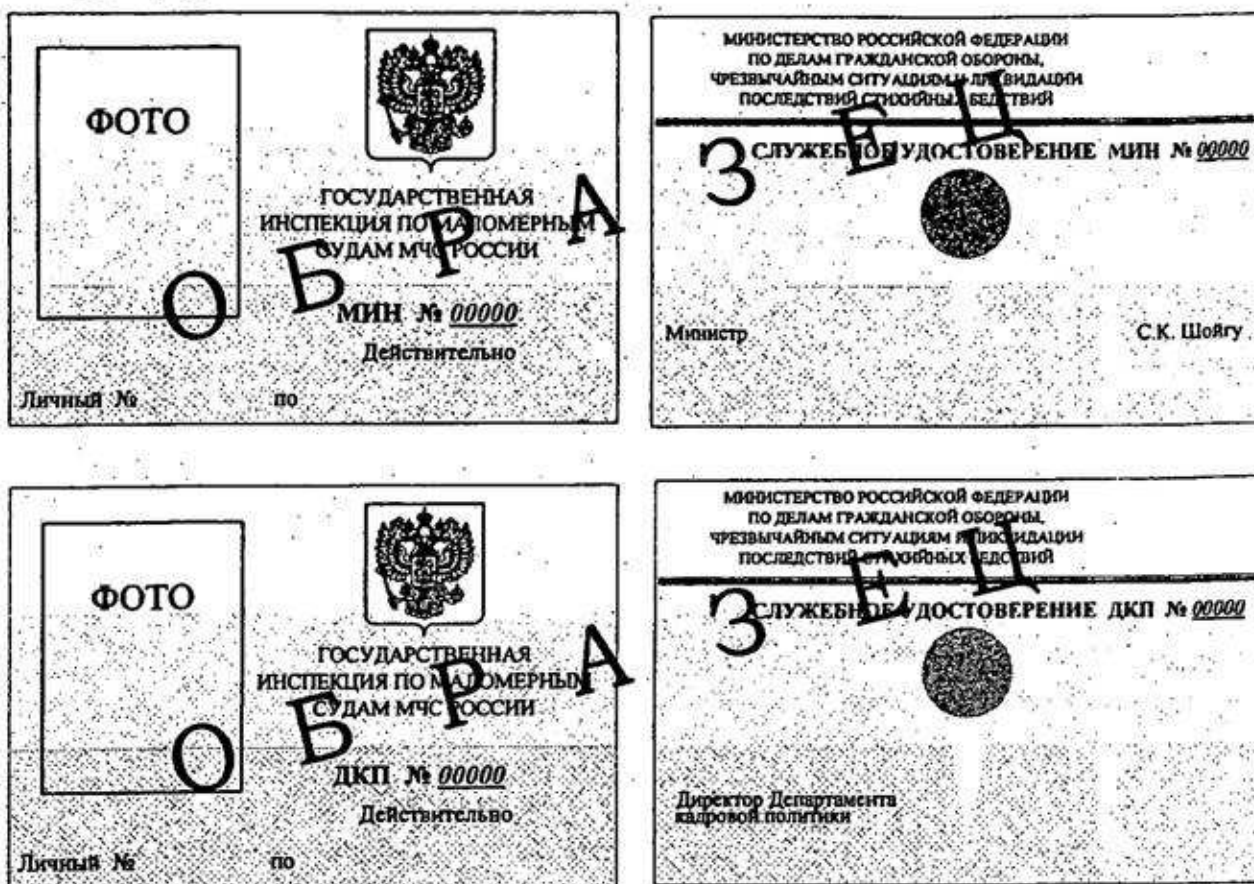 ФОТО
ГОСУДАРСТВЕННАЯ
ИНСПЕКЦИЯ ПО МАЛОМЕРНЫМ
СУДАМ МЧС РОССИИ
МИН № 00000
Действительно
Личный № по
МИНИСТЕРСТВО РОССИЙСКОЙ ФЕДЕРАЦИИ
ПО ДЕЛАМ ГРАЖДАНСКОЙ ОБОРОНЫ,
ЧРЕЗВЫЧАЙНЫМ СИТУАЦИЯМ И ЛИКВИДАЦИИ
ПОСЛЕДСТВИЙ СТИХИЙНЫХ БЕДСТВИЙ
СЛУЖЕБНОЕ УДОСТОВЕРЕНИЕ МИН № 00000
Министр С.К. Шойгу
О Б Р А З Е Ц
ФОТО
ГОСУДАРСТВЕННАЯ
ИНСПЕКЦИЯ ПО МАЛОМЕРНЫМ
СУДАМ МЧС РОССИИ
ДКП № 00000
Действительно
Личный № по
МИНИСТЕРСТВО РОССИЙСКОЙ ФЕДЕРАЦИИ
ПО ДЕЛАМ ГРАЖДАНСКОЙ ОБОРОНЫ,
ЧРЕЗВЫЧАЙНЫМ СИТУАЦИЯМ И ЛИКВИДАЦИИ
ПОСЛЕДСТВИЙ СТИХИЙНЫХ БЕДСТВИЙ
СЛУЖЕБНОЕ УДОСТОВЕРЕНИЕ ДКП № 00000
Директор Департамента
кадровой политики
О Б Р А З Е Ц